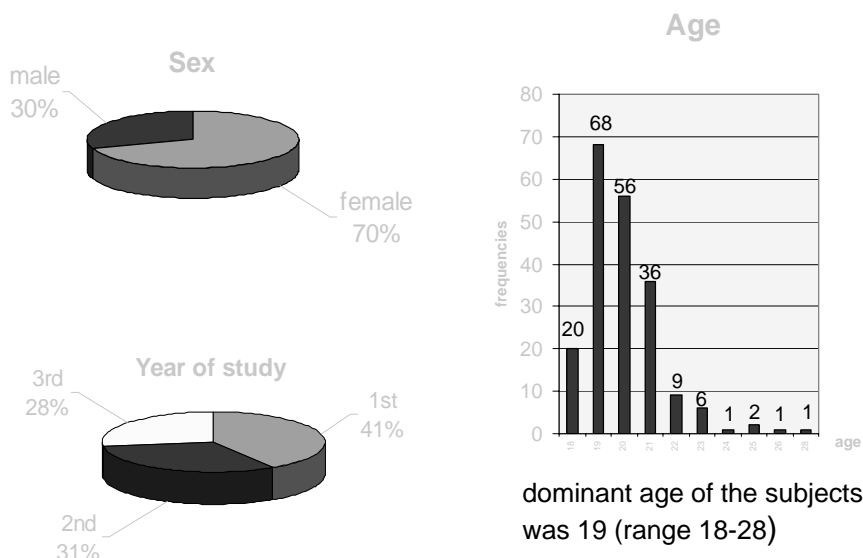 Sex
male
30%
female
70%
Year of study
3rd
28%
1st
41%
2nd
31%
Age
frequencies
80
70
60
50
40
30
20
10
0
20
68
56
36
9
6
1
2
1
1
18
19
20
21
22
23
24
25
26
28
age
dominant age of the subjects
was 19 (range 18-28)